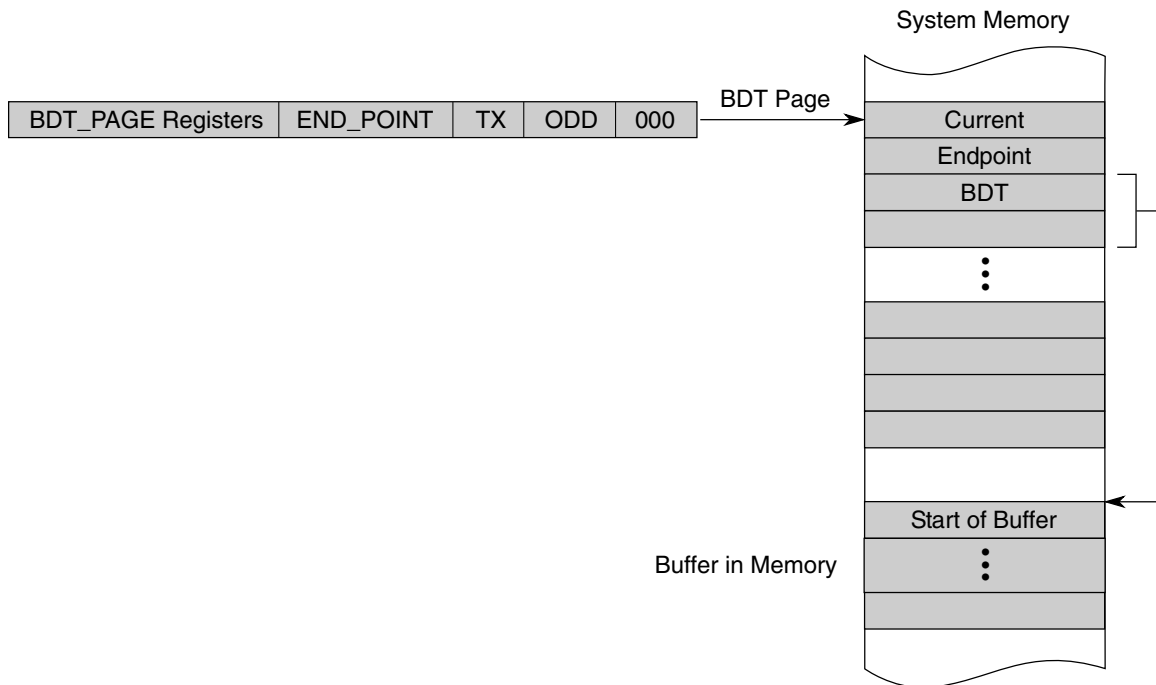 System Memory
BDT_PAGE Registers END_POINT TX ODD 000
BDT Page
Current
Endpoint
BDT
Start of Buffer
Buffer in Memory